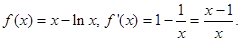 f(x) = x − ln x, f'(x) = 1 − 1/x = (x−1)/x.